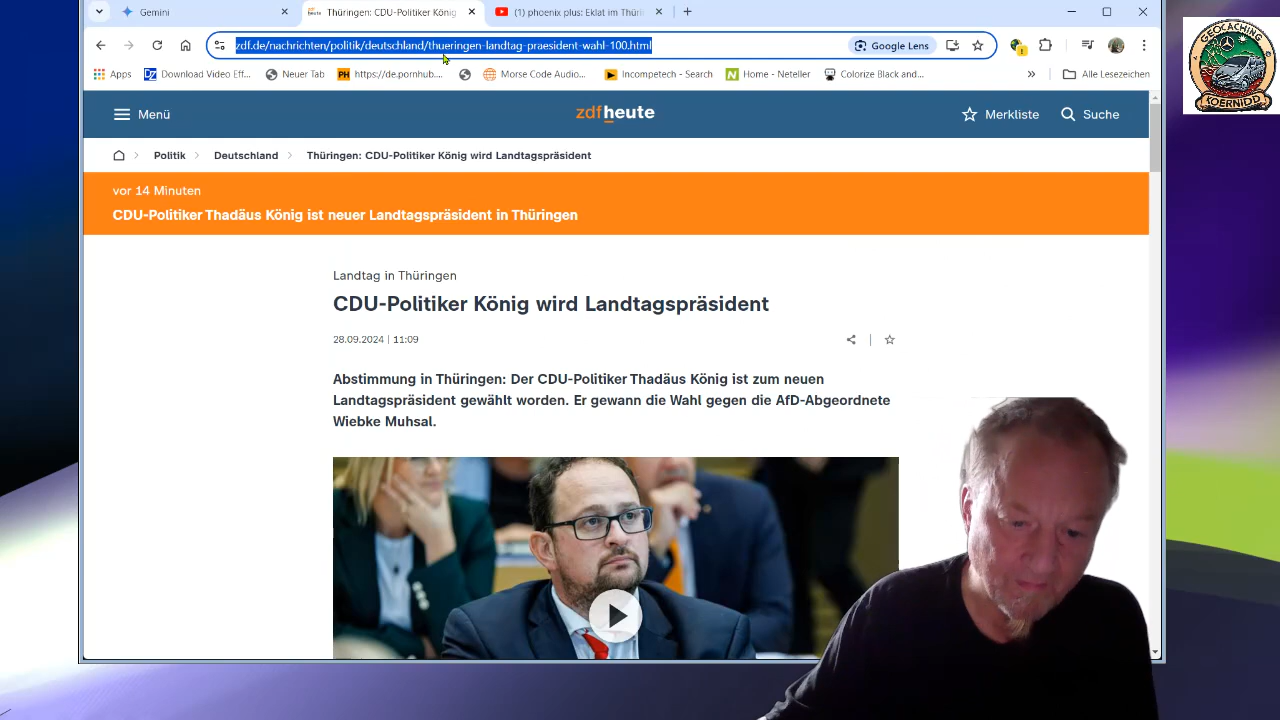 Gemini
Thüringen: CDU-Politiker König
(1) phoenix plus: Eklat im Thüri
zdf.de/nachrichten/politik/deutschland/thueringen-landtag-praesident-wahl-100.html
Google Lens
Apps
Download Video Eff...
Neuer Tab
https://de.pornhub....
Morse Code Audio...
Incompetech - Search
Home - Neteller
Colorize Black and...
»
Alle Lesezeichen
GEOCACHING
KOERNIDD
Menü
zdfheute
Merkliste
Suche
Politik
Deutschland
Thüringen: CDU-Politiker König wird Landtagspräsident
vor 14 Minuten
CDU-Politiker Thadäus König ist neuer Landtagspräsident in Thüringen
Landtag in Thüringen
CDU-Politiker König wird Landtagspräsident
28.09.2024 | 11:09
Abstimmung in Thüringen: Der CDU-Politiker Thadäus König ist zum neuen
Landtagspräsident gewählt worden. Er gewann die Wahl gegen die AfD-Abgeordnete
Wiebke Muhsal.